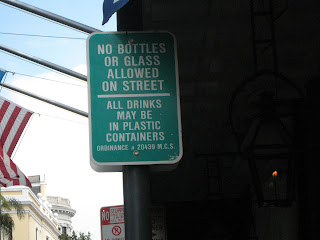 NO BOTTLES
OR GLASS
ALLOWED
ON STREET
ALL DRINKS
MAY BE
IN PLASTIC
CONTAINERS
ORDINANCE # 20439 M.C.S.
NO